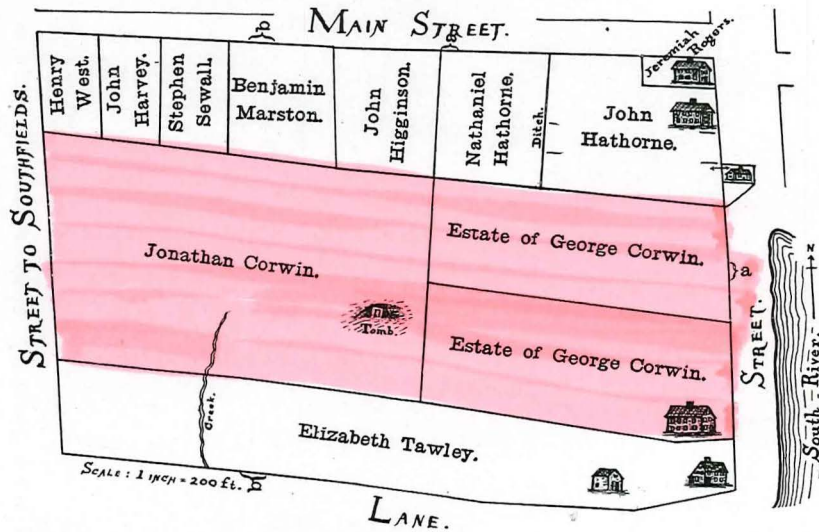 b
MAIN STREET.
a
Jeremiah
Rogers.
Henry
West.
John
Harvey.
Stephen
Sewall.
Benjamin
Marston.
John
Higginson.
Nathaniel
Hathorne.
Ditch.
John
Hathorne.
STREET TO SOUTHFIELDS.
Jonathan Corwin.
Tomb.
Estate of George Corwin.
a
Estate of George Corwin.
STREET.
N
South River.
Creek.
Elizabeth Tawley.
SCALE: 1 INCH = 200 ft.
b
LANE.